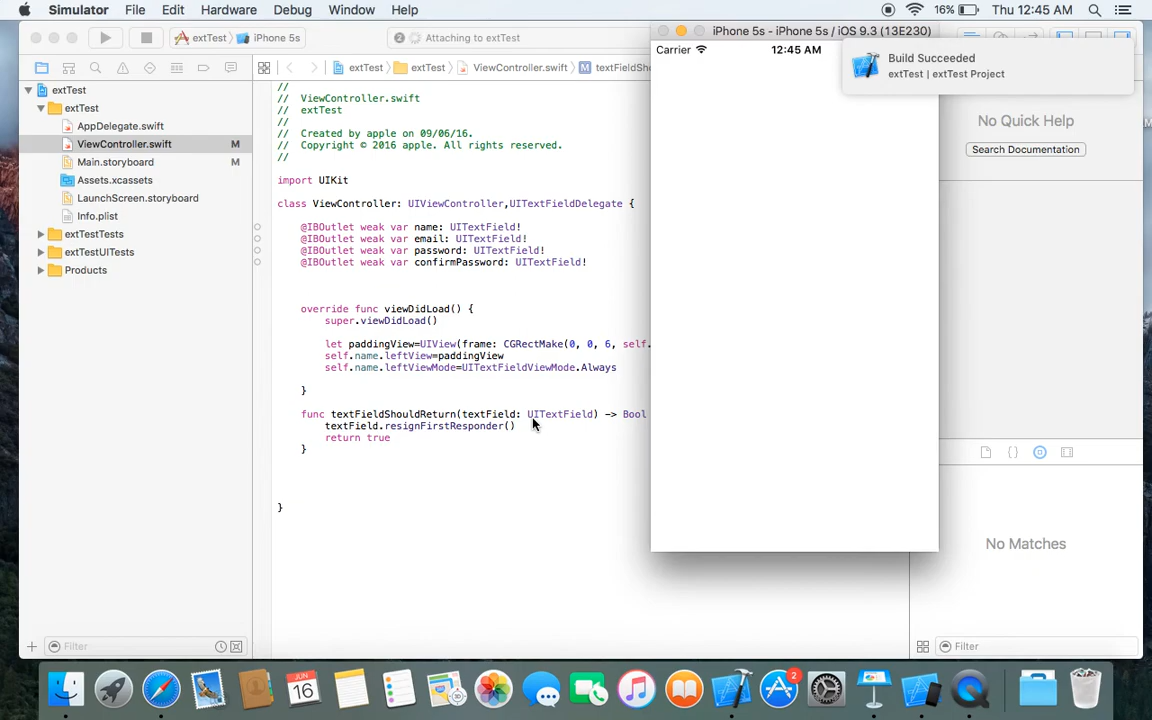 Simulator File Edit Hardware Debug Window Help 16% Thu 12:45 AM
extTest iPhone 5s 2 Attaching to extTest
iPhone 5s - iPhone 5s / iOS 9.3 (13E230)
Carrier 12:45 AM
Build Succeeded
extTest | extTest Project
extTest extTest ViewController.swift M
extTest
extTest
AppDelegate.swift
ViewController.swift M
Main.storyboard M
Assets.xcassets
LaunchScreen.storyboard
Info.plist
extTestTests
extTestUITests
Products
//
// ViewController.swift
// extTest
//
// Created by apple on 09/06/16.
// Copyright © 2016 apple. All rights reserved.
//
import UIKit
class ViewController: UIViewController,UITextFieldDelegate {
@IBOutlet weak var name: UITextField!
@IBOutlet weak var email: UITextField!
@IBOutlet weak var password: UITextField!
@IBOutlet weak var confirmPassword: UITextField!
override func viewDidLoad() {
super.viewDidLoad()
let paddingView=UIView(frame: CGRectMake(0, 0, 6, self.
self.name.leftView=paddingView
self.name.leftViewMode=UITextFieldViewMode.Always
}
func textFieldShouldReturn(textField: UITextField) -> Bool
textField.resignFirstResponder()
return true
}
}
No Quick Help
Search Documentation
No Matches
Filter
Filter
JUN
16
2